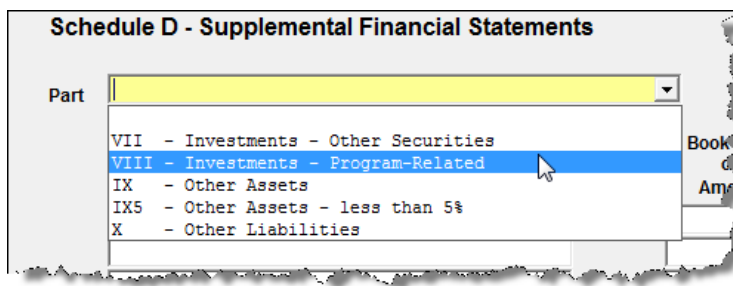 Schedule D - Supplemental Financial Statements
Part
VII - Investments - Other Securities
Book
VIII - Investments - Program-Related
IX - Other Assets
Am
IX5 - Other Assets - less than 5%
X - Other Liabilities